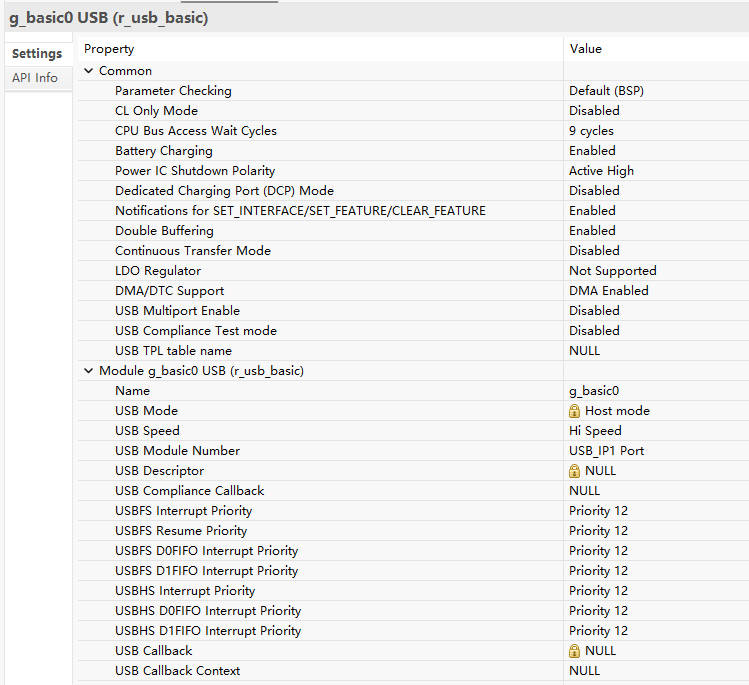 g_basic0 USB (r_usb_basic)
Settings
API Info
Property Value
Common
Parameter Checking Default (BSP)
CL Only Mode Disabled
CPU Bus Access Wait Cycles 9 cycles
Battery Charging Enabled
Power IC Shutdown Polarity Active High
Dedicated Charging Port (DCP) Mode Disabled
Notifications for SET_INTERFACE/SET_FEATURE/CLEAR_FEATURE Enabled
Double Buffering Enabled
Continuous Transfer Mode Disabled
LDO Regulator Not Supported
DMA/DTC Support DMA Enabled
USB Multiport Enable Disabled
USB Compliance Test mode Disabled
USB TPL table name NULL
Module g_basic0 USB (r_usb_basic)
Name g_basic0
USB Mode Host mode
USB Speed Hi Speed
USB Module Number USB_IP1 Port
USB Descriptor NULL
USB Compliance Callback NULL
USBFS Interrupt Priority Priority 12
USBFS Resume Priority Priority 12
USBFS D0FIFO Interrupt Priority Priority 12
USBFS D1FIFO Interrupt Priority Priority 12
USBHS Interrupt Priority Priority 12
USBHS D0FIFO Interrupt Priority Priority 12
USBHS D1FIFO Interrupt Priority Priority 12
USB Callback NULL
USB Callback Context NULL